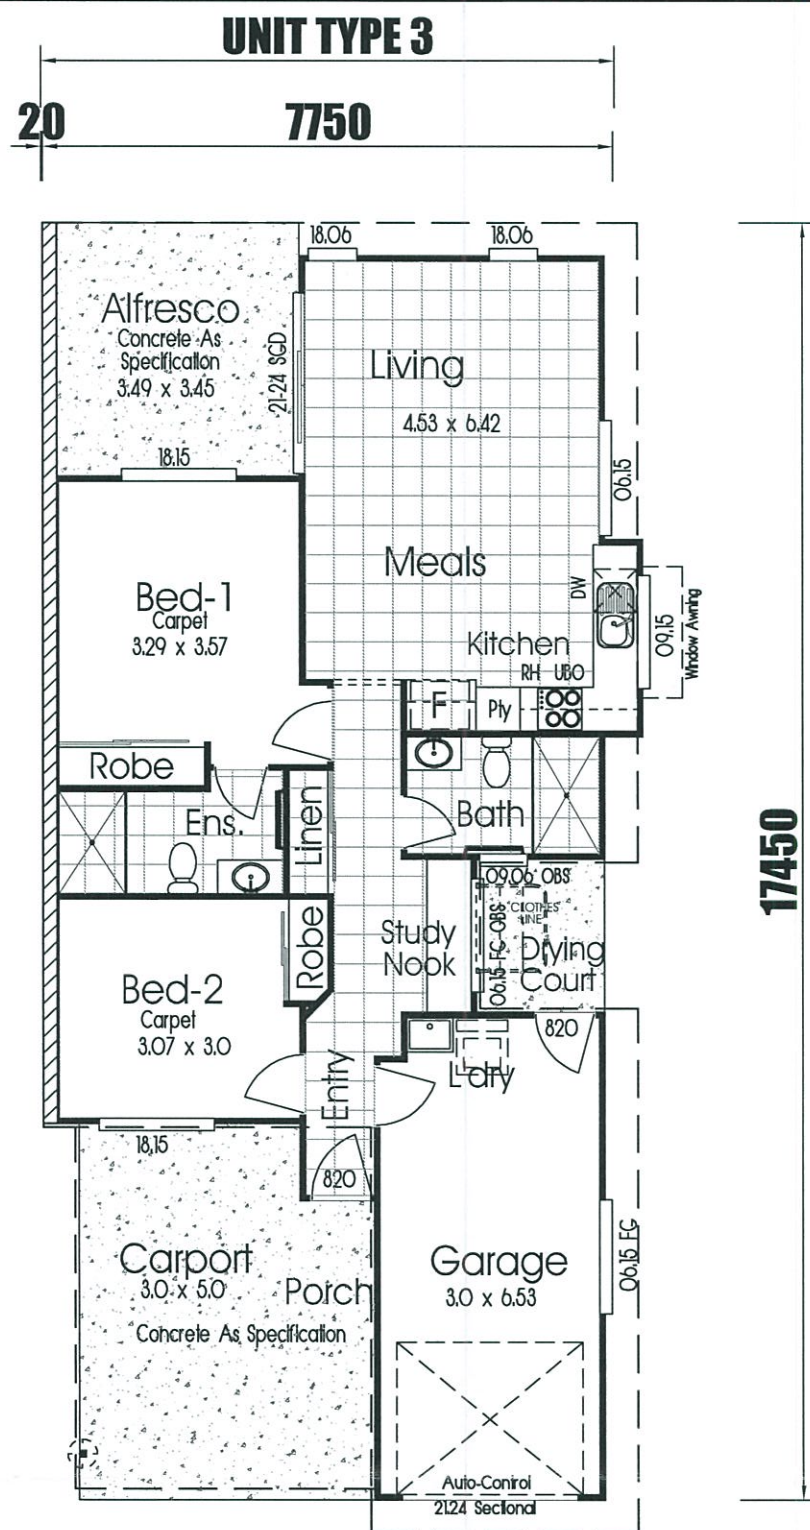 UNIT TYPE 3
20
7750
18.06
18.06
Alfresco
Concrete As
Specification
3.49 x 3.45
21-24 SGD
Living
4.53 x 6.42
18.15
06.15
Bed-1
Carpet
3.29 x 3.57
Meals
DW
Kitchen
RH UBO
09.15
Window Awning
F
Pty
Robe
Ens.
Linen
Bath
17450
09.06 OBS
CLOTHES
LINE
06.15 FC OBS
Drying
Court
Study
Nook
Robe
Bed-2
Carpet
3.07 x 3.0
820
L'dry
Entry
18.15
820
Carport
3.0 x 5.0
Porch
Concrete As Specification
Garage
3.0 x 6.53
06.15 FG
Auto-Control
21.24 Sectional